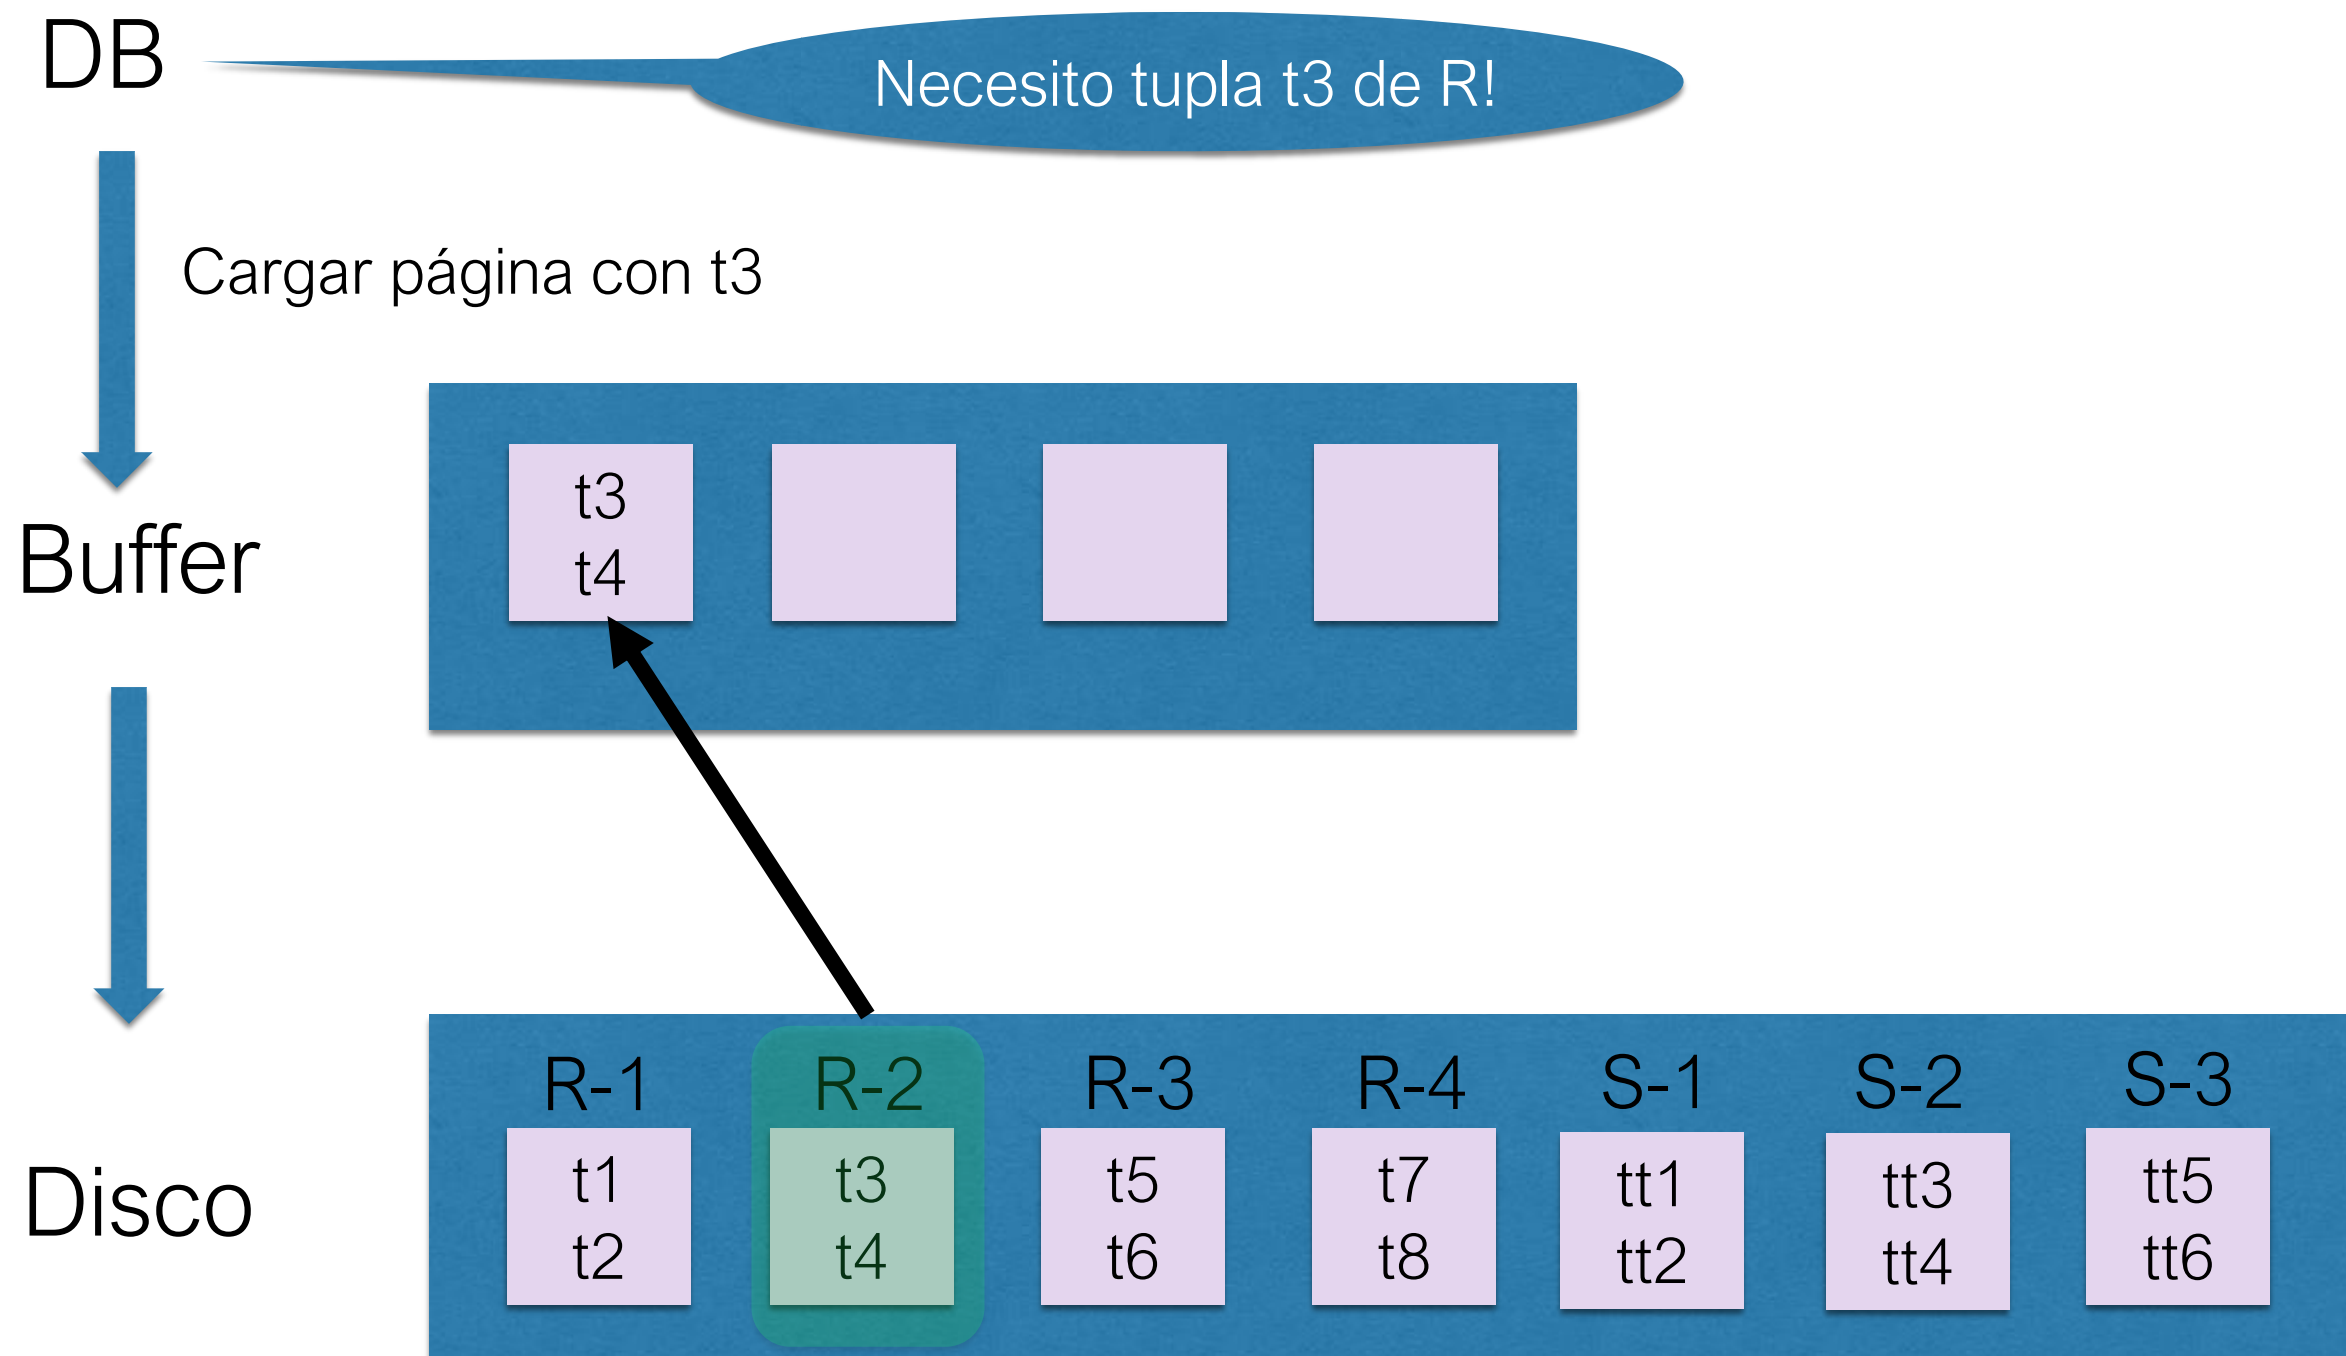 DB
Necesito tupla t3 de R!
Cargar página con t3
Buffer
t3
t4
Disco
R-1
t1
t2
R-2
t3
t4
R-3
t5
t6
R-4
t7
t8
S-1
tt1
tt2
S-2
tt3
tt4
S-3
tt5
tt6